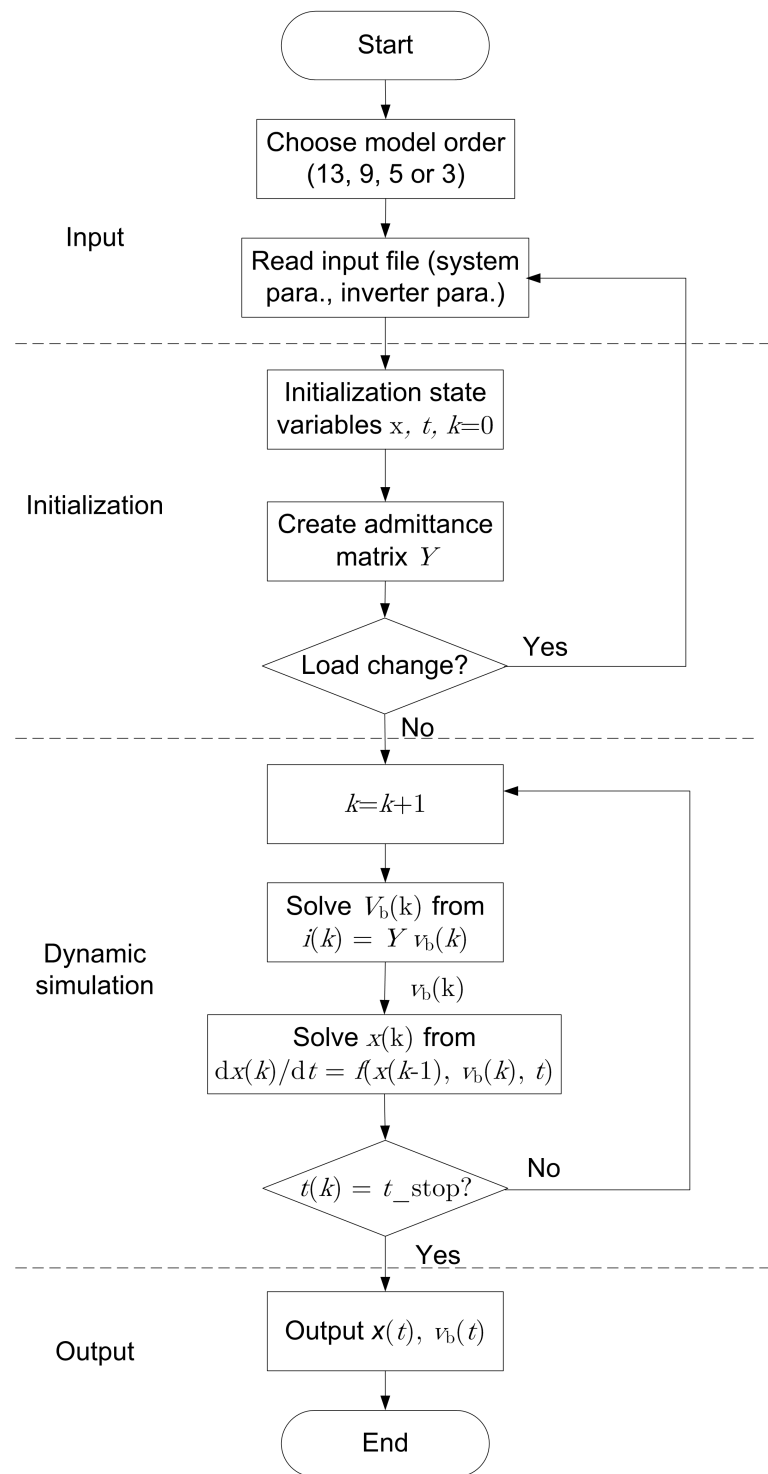 Start
Choose model order
(13, 9, 5 or 3)
Input
Read input file (system
para., inverter para.)
Initialization state
variables x, t, k=0
Initialization
Create admittance
matrix Y
Load change?
Yes
No
k=k+1
Solve V_b(k) from
i(k) = Y v_b(k)
Dynamic
simulation
v_b(k)
Solve x(k) from
dx(k)/dt = f(x(k-1), v_b(k), t)
No
t(k) = t_stop?
Yes
Output x(t), v_b(t)
Output
End